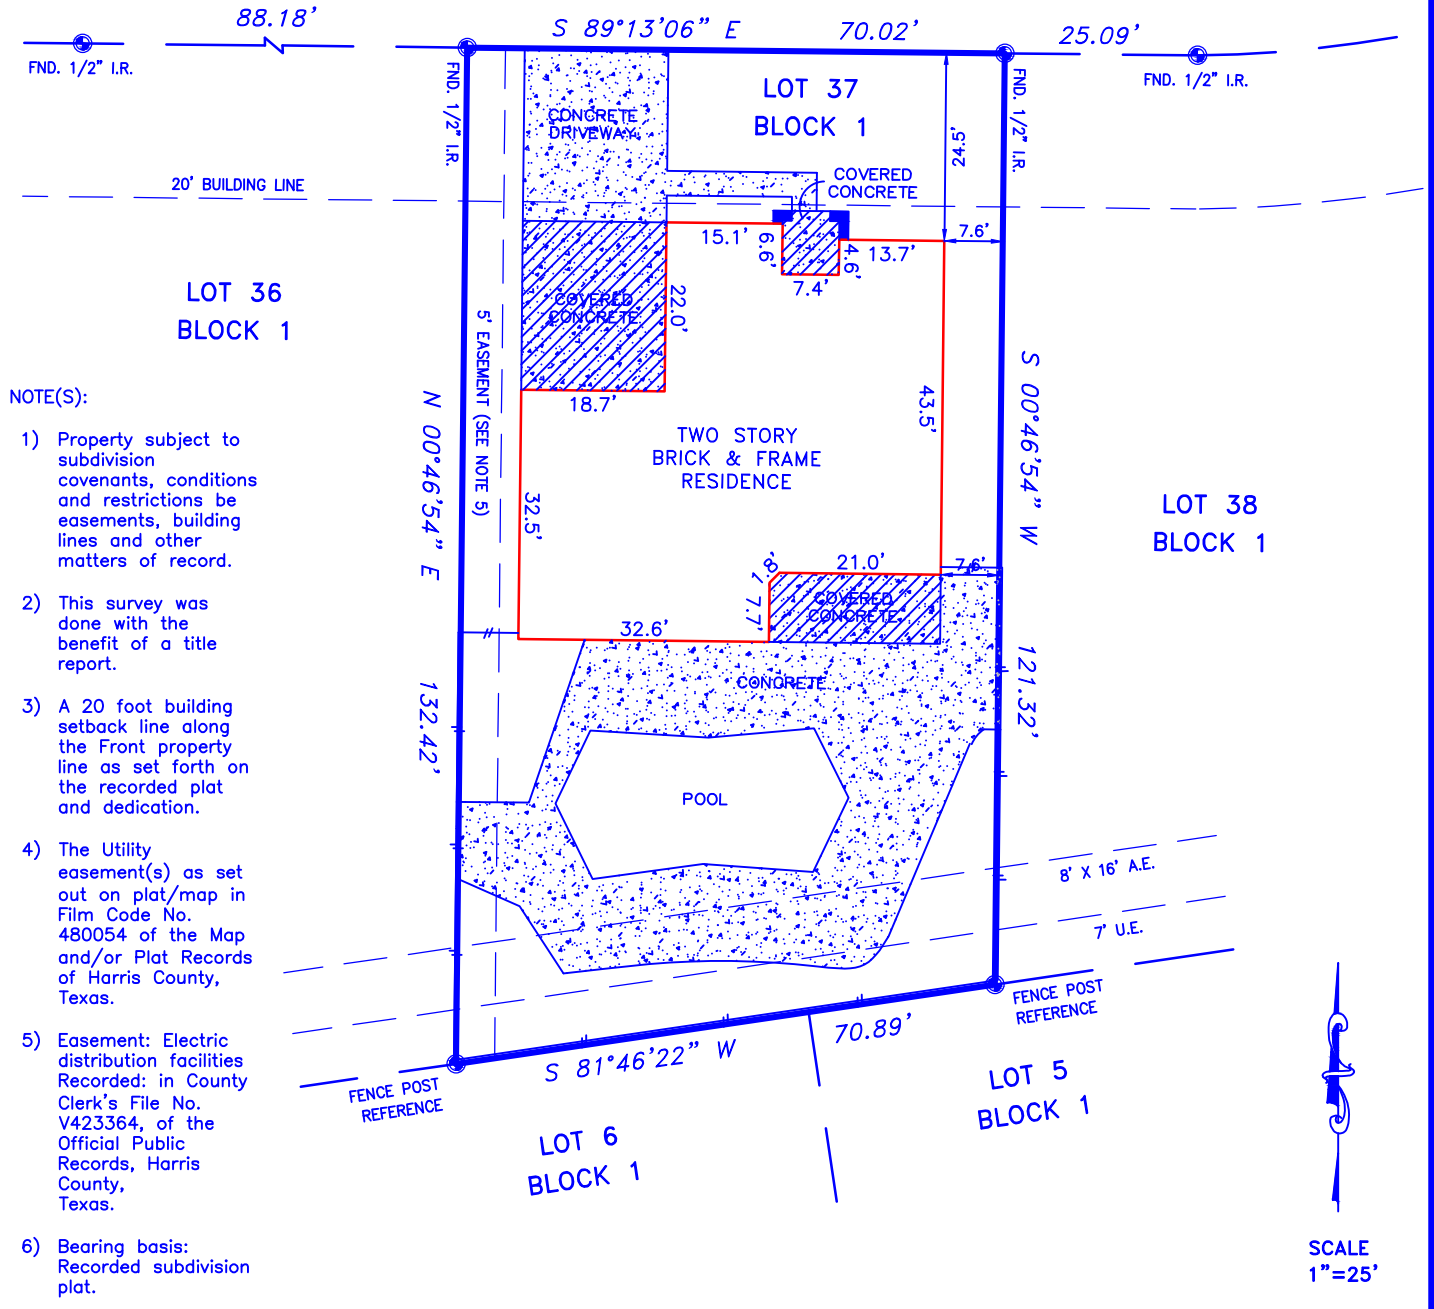 88.18'
S 89°13'06" E
70.02'
25.09'
FND. 1/2" I.R.
FND. 1/2" I.R.
FND. 1/2" I.R.
FND. 1/2" I.R.
LOT 37
BLOCK 1
CONCRETE
DRIVEWAY
24.5'
COVERED
CONCRETE
20' BUILDING LINE
15.1'
6.6'
7.4'
4.6'
13.7'
7.6'
LOT 36
BLOCK 1
COVERED
CONCRETE
22.0'
18.7'
5' EASEMENT (SEE NOTE 5)
N 00°46'54" E
132.42'
S 00°46'54" W
121.32'
43.5'
TWO STORY
BRICK & FRAME
RESIDENCE
32.5'
LOT 38
BLOCK 1
1.8'
21.0'
7.6'
7.7'
COVERED
CONCRETE
32.6'
CONCRETE
POOL
8' X 16' A.E.
7' U.E.
FENCE POST
REFERENCE
70.89'
S 81°46'22" W
FENCE POST
REFERENCE
LOT 5
BLOCK 1
LOT 6
BLOCK 1
NOTE(S):
1) Property subject to
subdivision
covenants, conditions
and restrictions be
easements, building
lines and other
matters of record.
2) This survey was
done with the
benefit of a title
report.
3) A 20 foot building
setback line along
the Front property
line as set forth on
the recorded plat
and dedication.
4) The Utility
easement(s) as set
out on plat/map in
Film Code No.
480054 of the Map
and/or Plat Records
of Harris County,
Texas.
5) Easement: Electric
distribution facilities
Recorded: in County
Clerk's File No.
V423364, of the
Official Public
Records, Harris
County,
Texas.
6) Bearing basis:
Recorded subdivision
plat.
SCALE
1"=25'